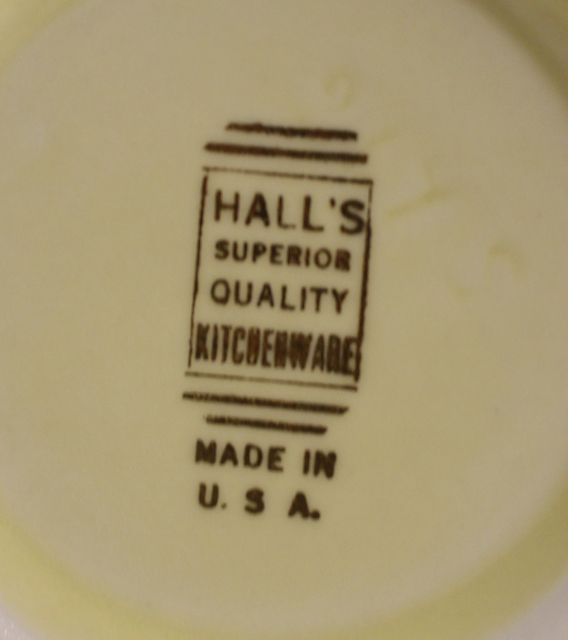 HALL'S
SUPERIOR
QUALITY
KITCHENWARE
MADE IN
U. S A.